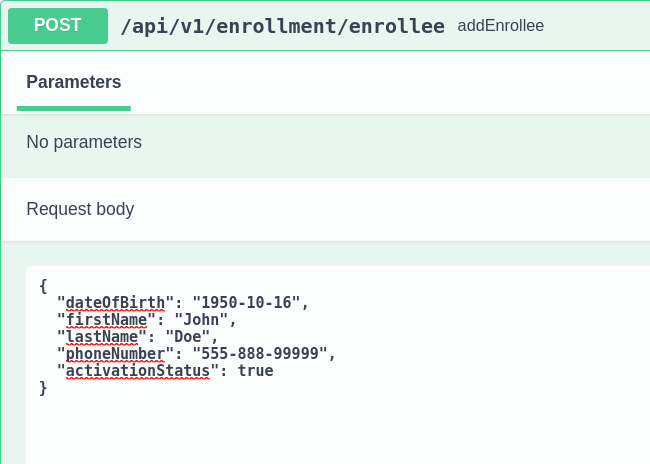 POST /api/v1/enrollment/enrollee addEnrollee
Parameters
No parameters
Request body
{
"dateOfBirth": "1950-10-16",
"firstName": "John",
"lastName": "Doe",
"phoneNumber": "555-888-99999",
"activationStatus": true
}